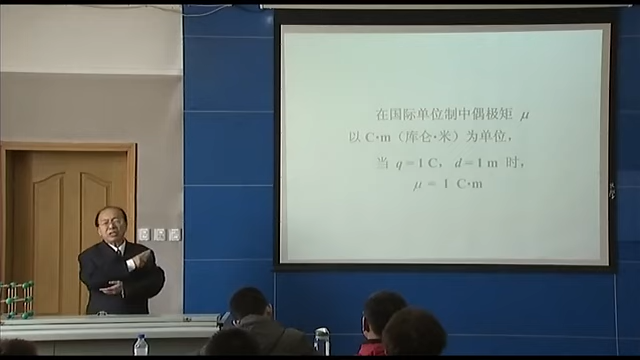 在国际单位制中偶极矩 μ
以 C·m（库仑·米）为单位，
当 q = 1 C，d = 1 m 时，
μ = 1 C·m